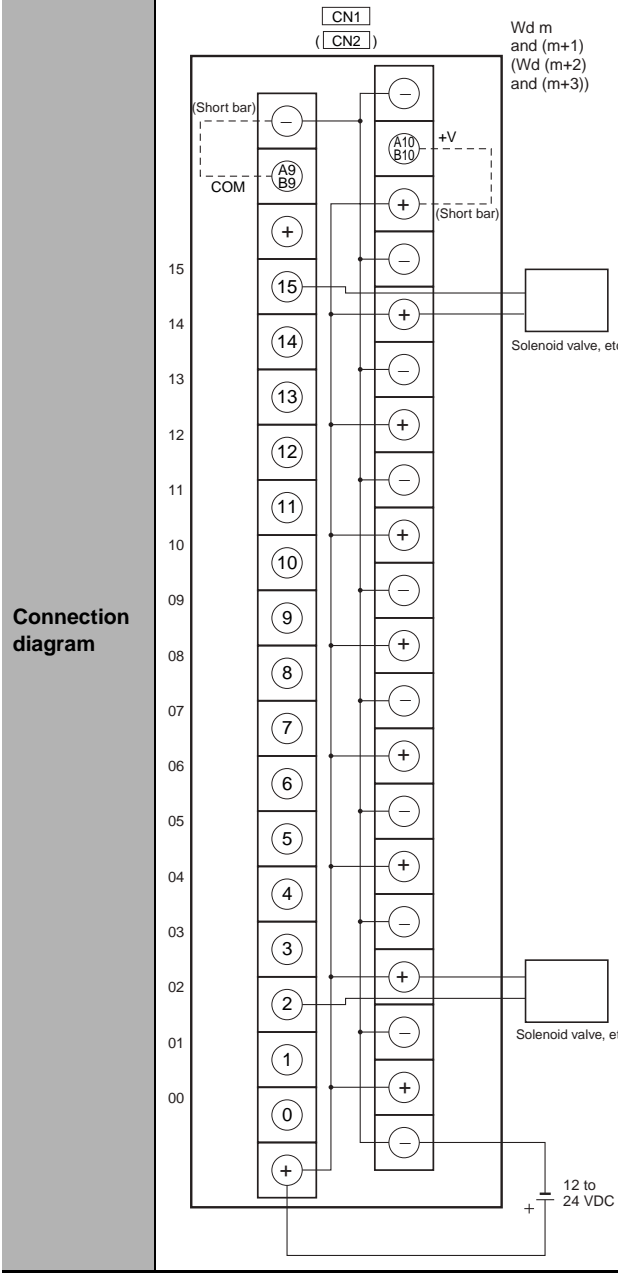 CN1
( CN2 )
Wd m
and (m+1)
(Wd (m+2)
and (m+3))
(Short bar)
−
COM
A9
B9
+
15
15
14
14
13
13
12
12
11
11
10
10
09
9
08
8
07
7
06
6
05
5
04
4
03
3
02
2
01
1
00
0
+
−
A10
B10
+V
+
(Short bar)
−
+
−
+
−
+
−
+
−
+
−
+
−
+
−
+
−
Solenoid valve, etc
Solenoid valve, et
12 to
+ 24 VDC
Connection
diagram